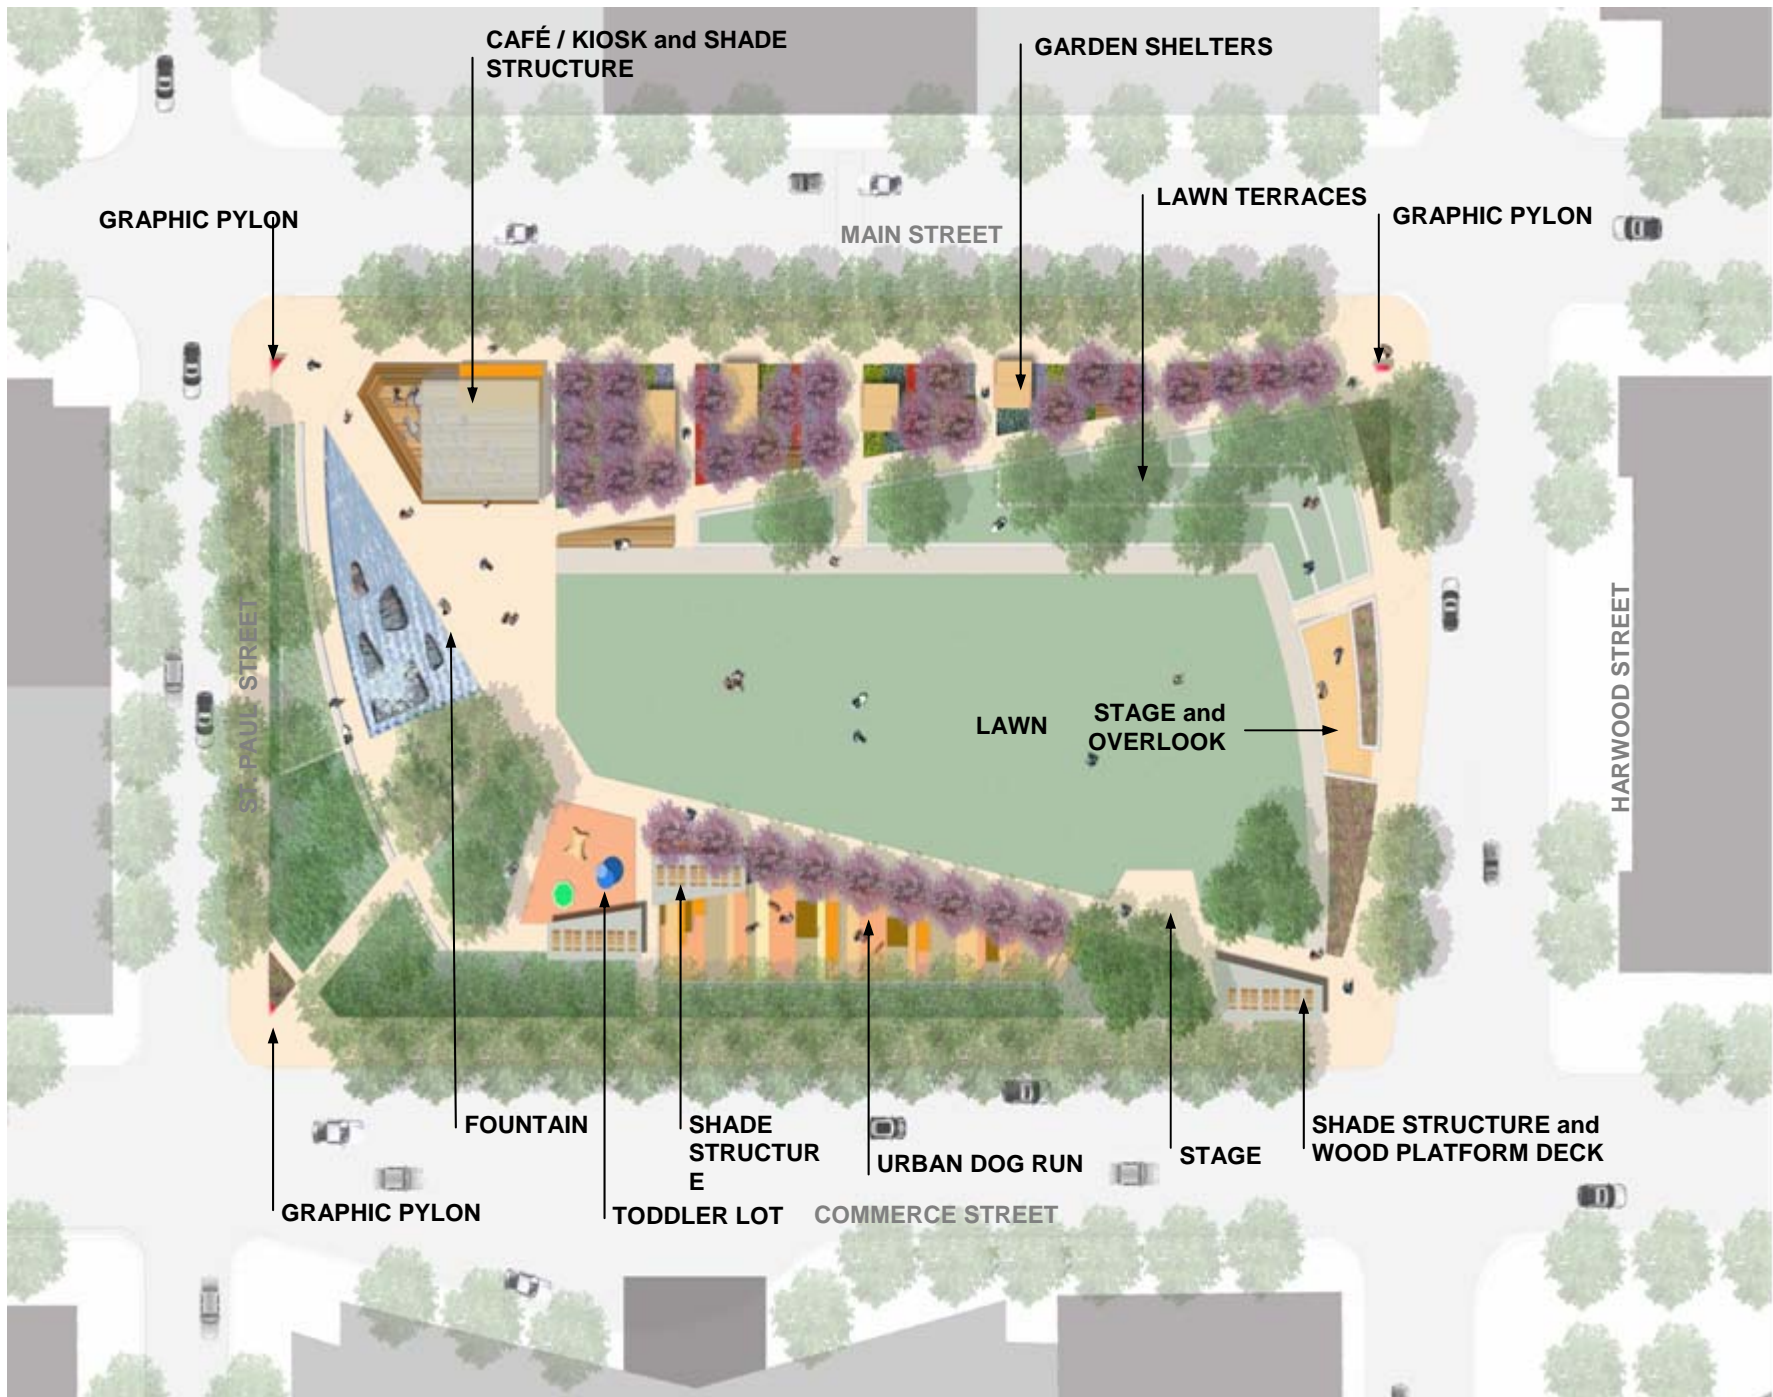 CAFÉ / KIOSK and SHADE
STRUCTURE
GARDEN SHELTERS
LAWN TERRACES
GRAPHIC PYLON
GRAPHIC PYLON
MAIN STREET
ST. PAUL STREET
HARWOOD STREET
LAWN
STAGE and
OVERLOOK
FOUNTAIN
SHADE
STRUCTUR
E
URBAN DOG RUN
STAGE
SHADE STRUCTURE and
WOOD PLATFORM DECK
GRAPHIC PYLON
TODDLER LOT
COMMERCE STREET